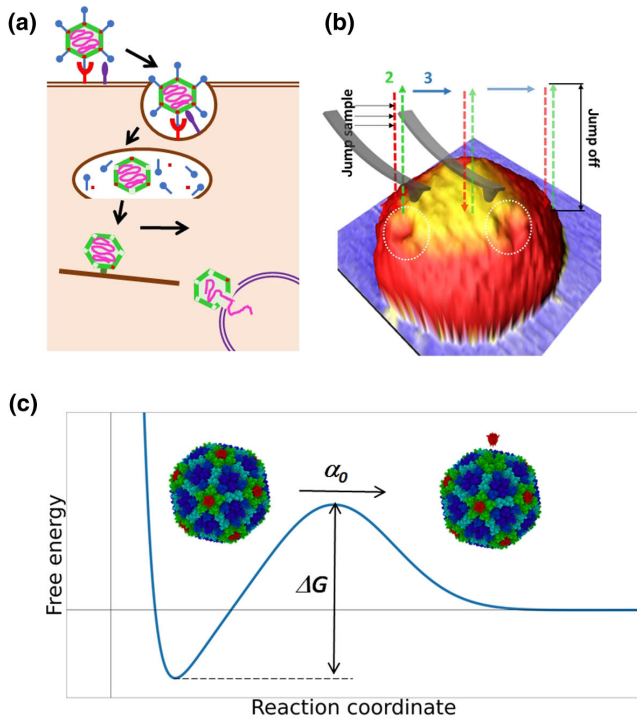 (a)
(b)
2 3
Jump sample
Jump off
(c)
α₀
ΔG
Free energy
Reaction coordinate